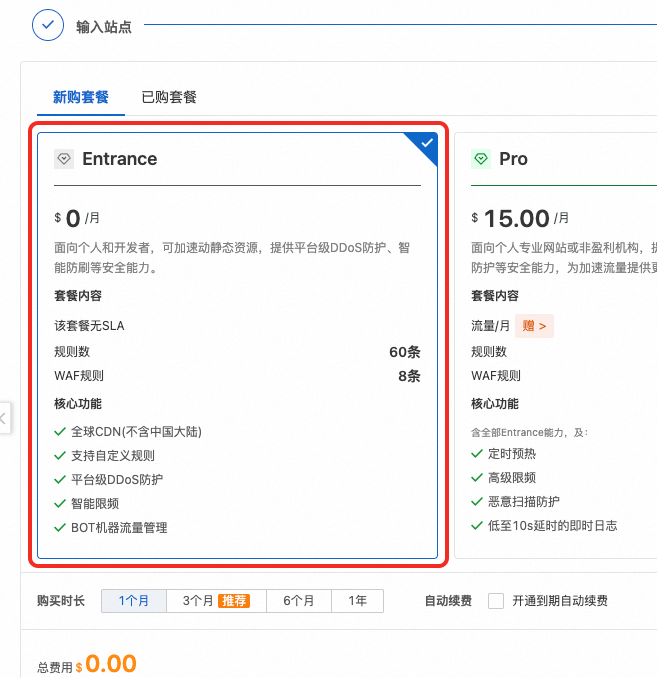 输入站点
新购套餐 已购套餐
Entrance
$ 0 /月
面向个人和开发者，可加速动静态资源，提供平台级DDoS防护、智
能防刷等安全能力。
套餐内容
该套餐无SLA
规则数 60条
WAF规则 8条
核心功能
全球CDN(不含中国大陆)
支持自定义规则
平台级DDoS防护
智能限频
BOT机器流量管理
Pro
$ 15.00 /月
面向个人专业网站或非盈利机构，
防护等安全能力，为加速流量提供
套餐内容
流量/月 赠 >
规则数
WAF规则
核心功能
含全部Entrance能力，及：
定时预热
高级限频
恶意扫描防护
低至10s延时的即时日志
购买时长 1个月 3个月 推荐 6个月 1年 自动续费 开通到期自动续费
总费用 $ 0.00